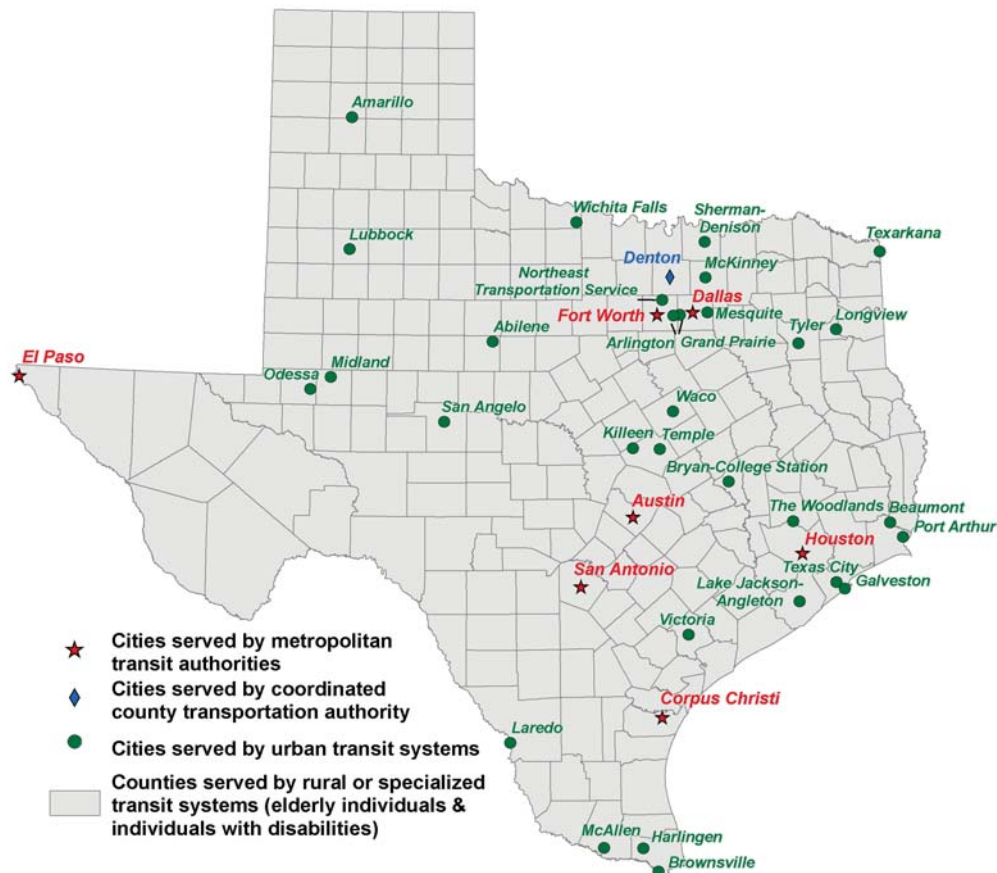 Amarillo
Wichita Falls
Sherman-
Denison
Texarkana
Lubbock
Denton
McKinney
Northeast
Transportation Service
Dallas
Fort Worth
Mesquite
Longview
Abilene
Arlington
Grand Prairie
Tyler
El Paso
Midland
Odessa
San Angelo
Waco
Killeen
Temple
Bryan-College Station
Austin
The Woodlands
Beaumont
Port Arthur
Houston
San Antonio
Texas City
Lake Jackson-
Angleton
Galveston
Victoria
Corpus Christi
Laredo
McAllen
Harlingen
Brownsville
Cities served by metropolitan
transit authorities
Cities served by coordinated
county transportation authority
Cities served by urban transit systems
Counties served by rural or specialized
transit systems (elderly individuals &
individuals with disabilities)